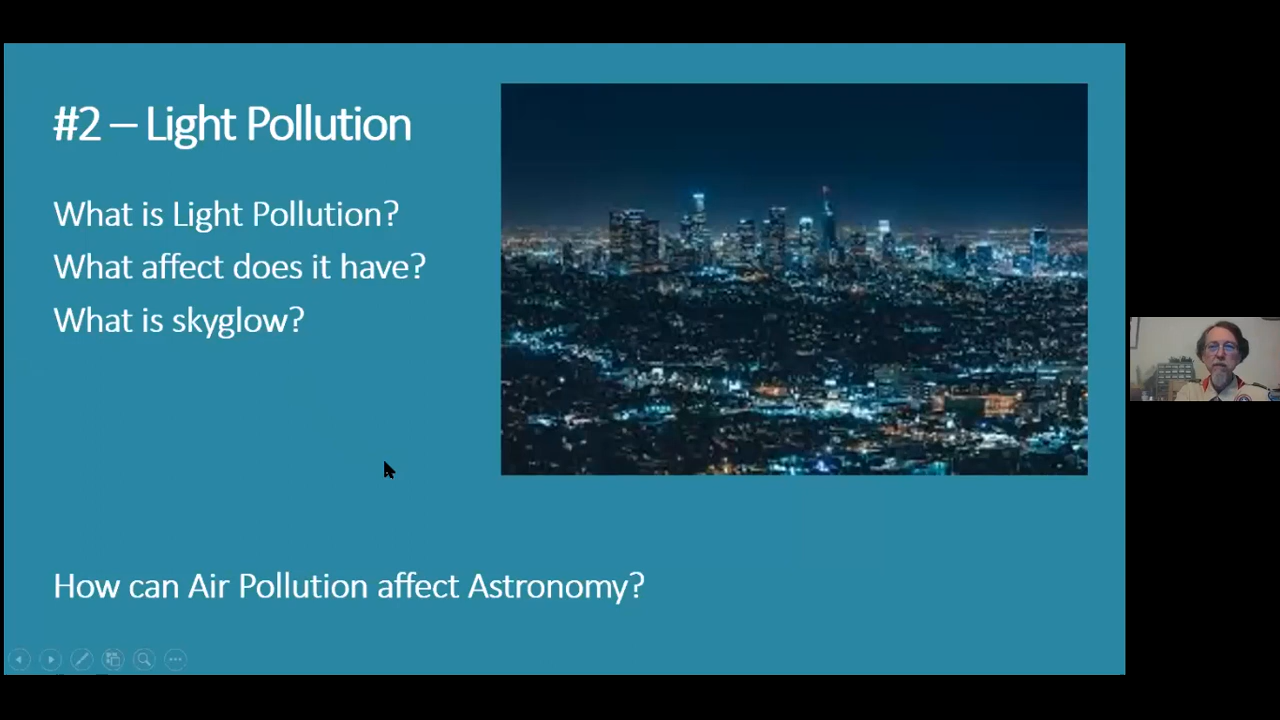 #2 – Light Pollution
What is Light Pollution?
What affect does it have?
What is skyglow?
How can Air Pollution affect Astronomy?